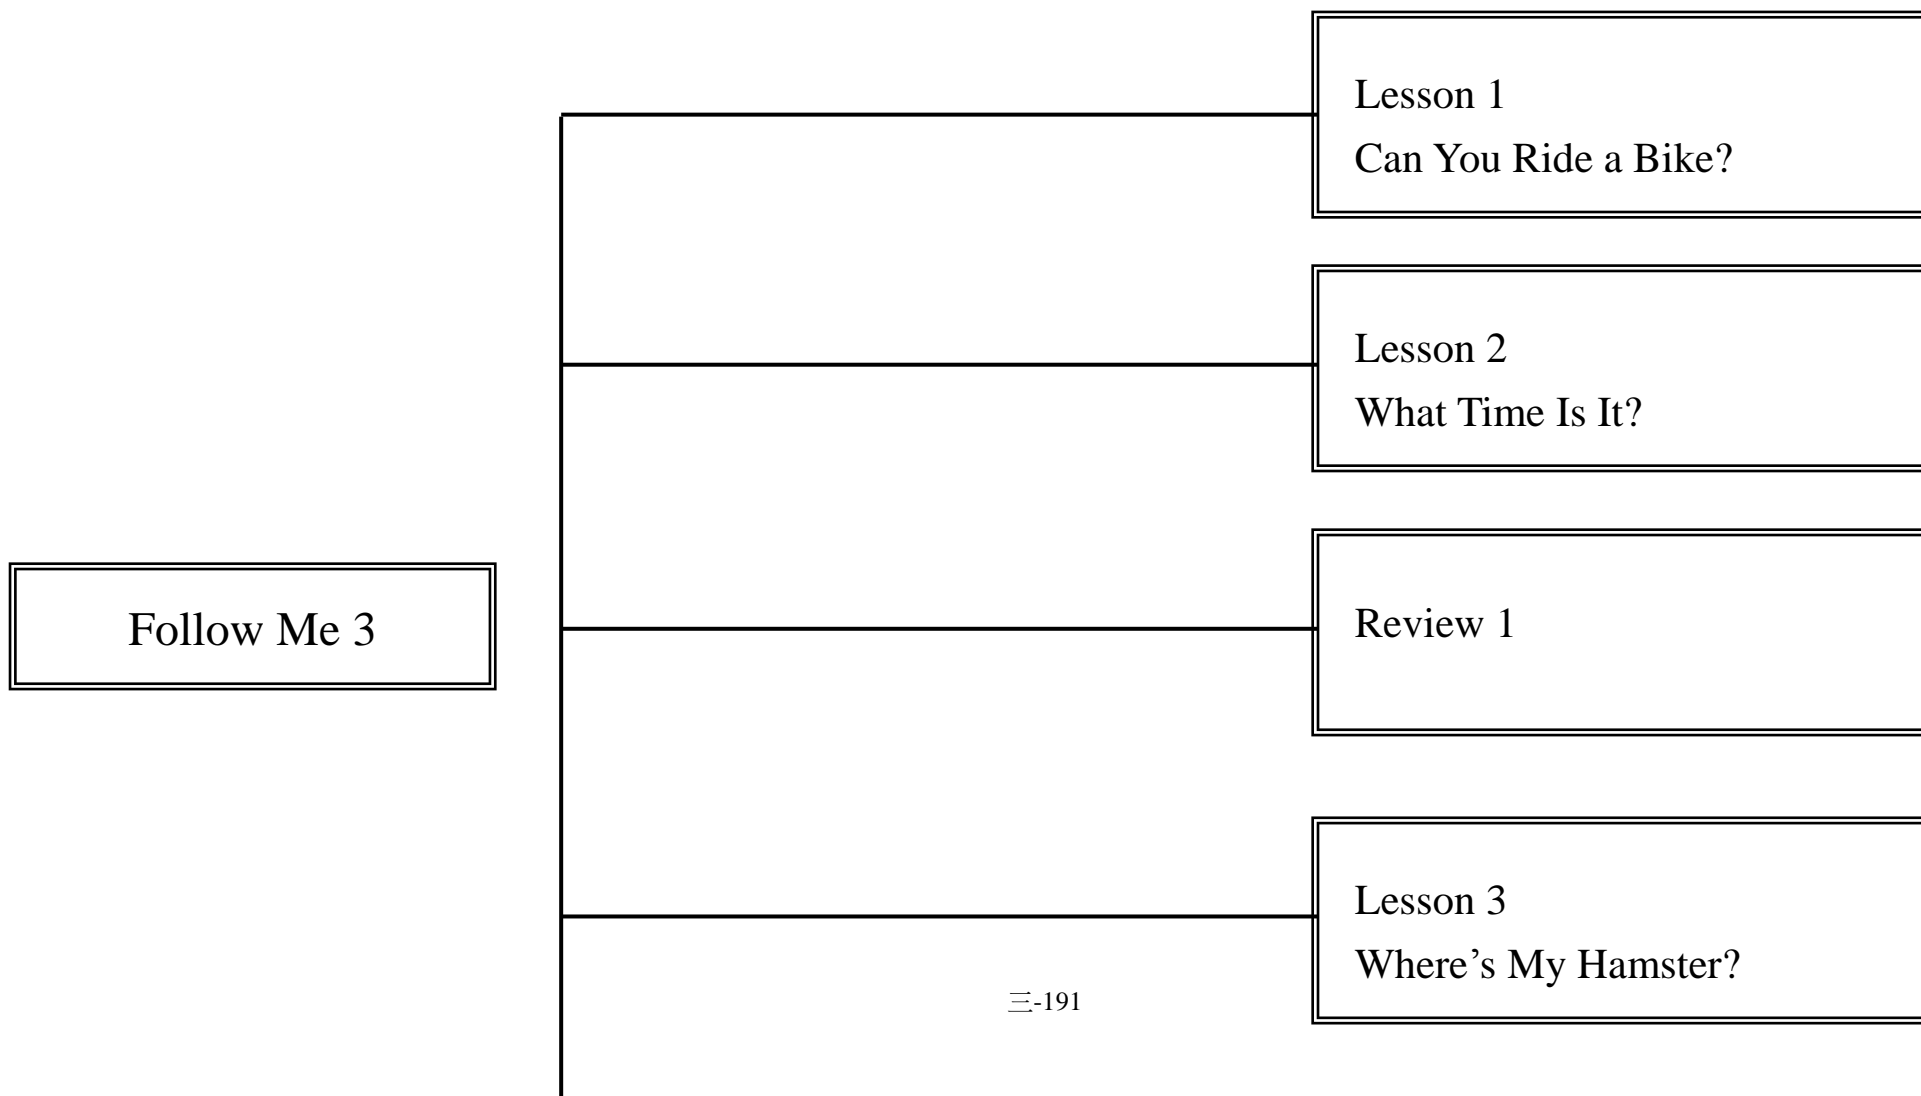 Lesson 1
Can You Ride a Bike?
Lesson 2
What Time Is It?
Follow Me 3
Review 1
Lesson 3
Where’s My Hamster?
三-191